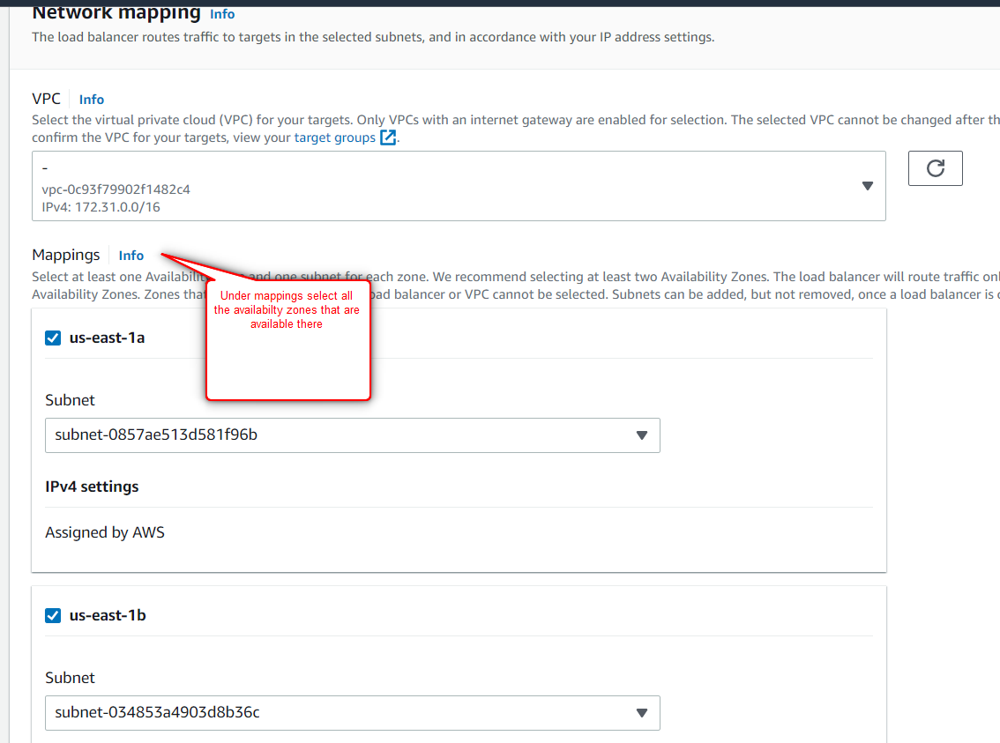 Network mapping Info
The load balancer routes traffic to targets in the selected subnets, and in accordance with your IP address settings.
VPC Info
Select the virtual private cloud (VPC) for your targets. Only VPCs with an internet gateway are enabled for selection. The selected VPC cannot be changed after th
confirm the VPC for your targets, view your target groups.
-
vpc-0c93f79902f1482c4
IPv4: 172.31.0.0/16
Mappings Info
Select at least one Availability and one subnet for each zone. We recommend selecting at least two Availability Zones. The load balancer will route traffic onl
Availability Zones. Zones that oad balancer or VPC cannot be selected. Subnets can be added, but not removed, once a load balancer is c
Under mappings select all
the availabilty zones that are
available there
us-east-1a
Subnet
subnet-0857ae513d581f96b
IPv4 settings
Assigned by AWS
us-east-1b
Subnet
subnet-034853a4903d8b36c